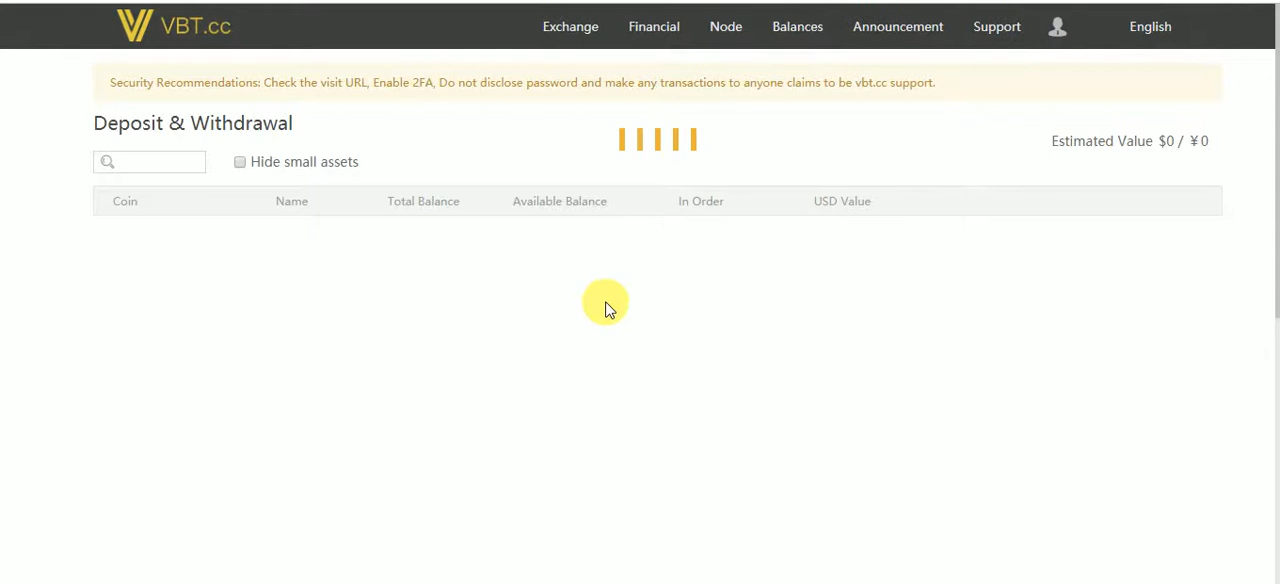 VBT.cc
Exchange Financial Node Balances Announcement Support English
Security Recommendations: Check the visit URL, Enable 2FA, Do not disclose password and make any transactions to anyone claims to be vbt.cc support.
Deposit & Withdrawal
Estimated Value $0 / ¥0
Hide small assets
Coin Name Total Balance Available Balance In Order USD Value